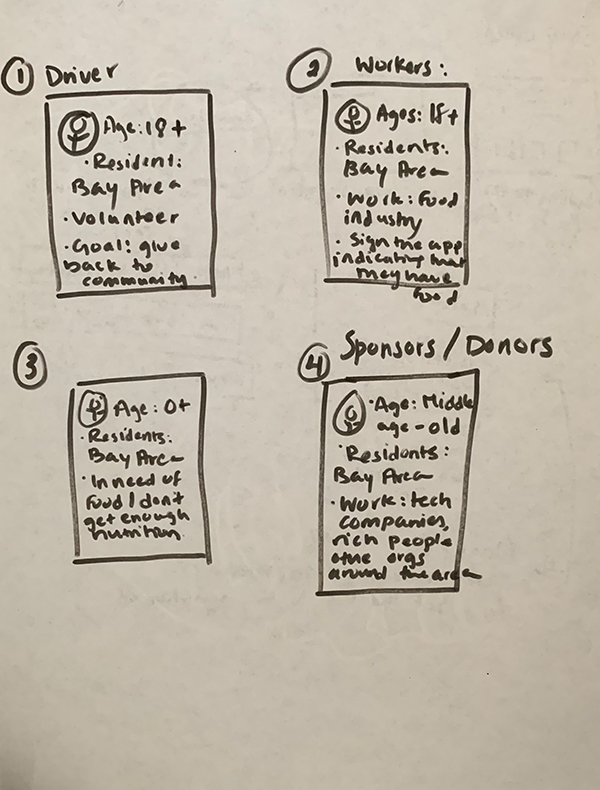 1 Driver
Age: 18+
• Resident:
Bay Area
• Volunteer
• Goal: give
back to
community.
2 Workers:
Ages: 18+
• Residents:
Bay Area
• Work: Food
industry
• Sign the app
indicating that
they have
food
3
Age: 0+
• Residents:
Bay Area
• In need of
food / don't
get enough
nutrition.
4 Sponsors / Donors
• Age: Middle
age - old
• Residents:
Bay Area
• Work: tech
companies,
rich people
othe orgs
around the area